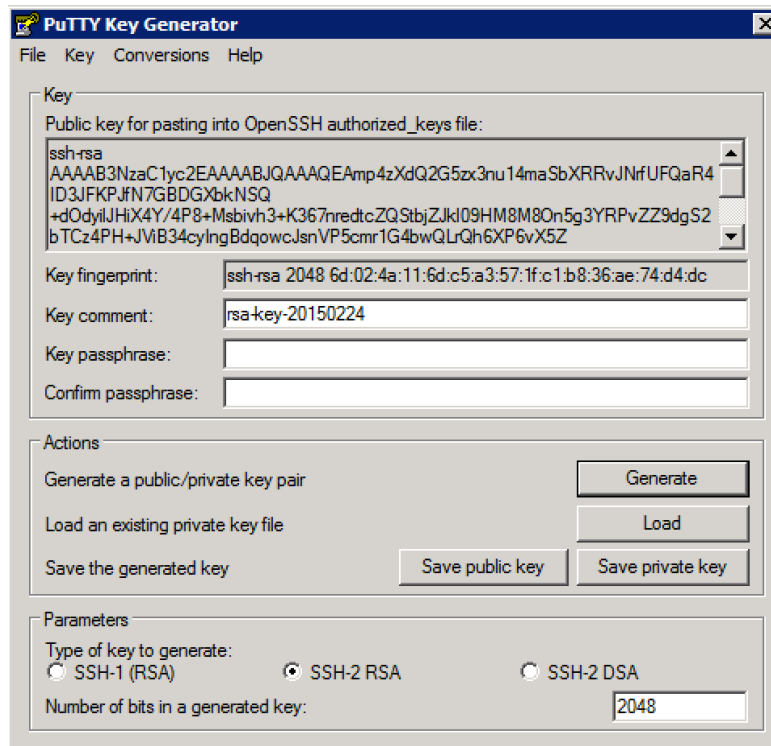 PuTTY Key Generator
File Key Conversions Help
Key
Public key for pasting into OpenSSH authorized_keys file:
ssh-rsa
AAAAB3NzaC1yc2EAAAABJQAAAQEAmp4zXdQ2G5zx3nu14maSbXRRvJNrfUFQaR4
ID3JFKPJfN7GBDGXbkNSQ
+dOdyilJHiX4Y/4P8+Msbivh3+K367nredtcZQStbjZJkI09HM8M8On5g3YRPvZZ9dgS2
bTCz4PH+JViB34cylngBdqowcJsnVP5cmr1G4bwQLrQh6XP6vX5Z
Key fingerprint: ssh-rsa 2048 6d:02:4a:11:6d:c5:a3:57:1f:c1:b8:36:ae:74:d4:dc
Key comment: rsa-key-20150224
Key passphrase:
Confirm passphrase:
Actions
Generate a public/private key pair Generate
Load an existing private key file Load
Save the generated key Save public key Save private key
Parameters
Type of key to generate:
SSH-1 (RSA) SSH-2 RSA SSH-2 DSA
Number of bits in a generated key: 2048